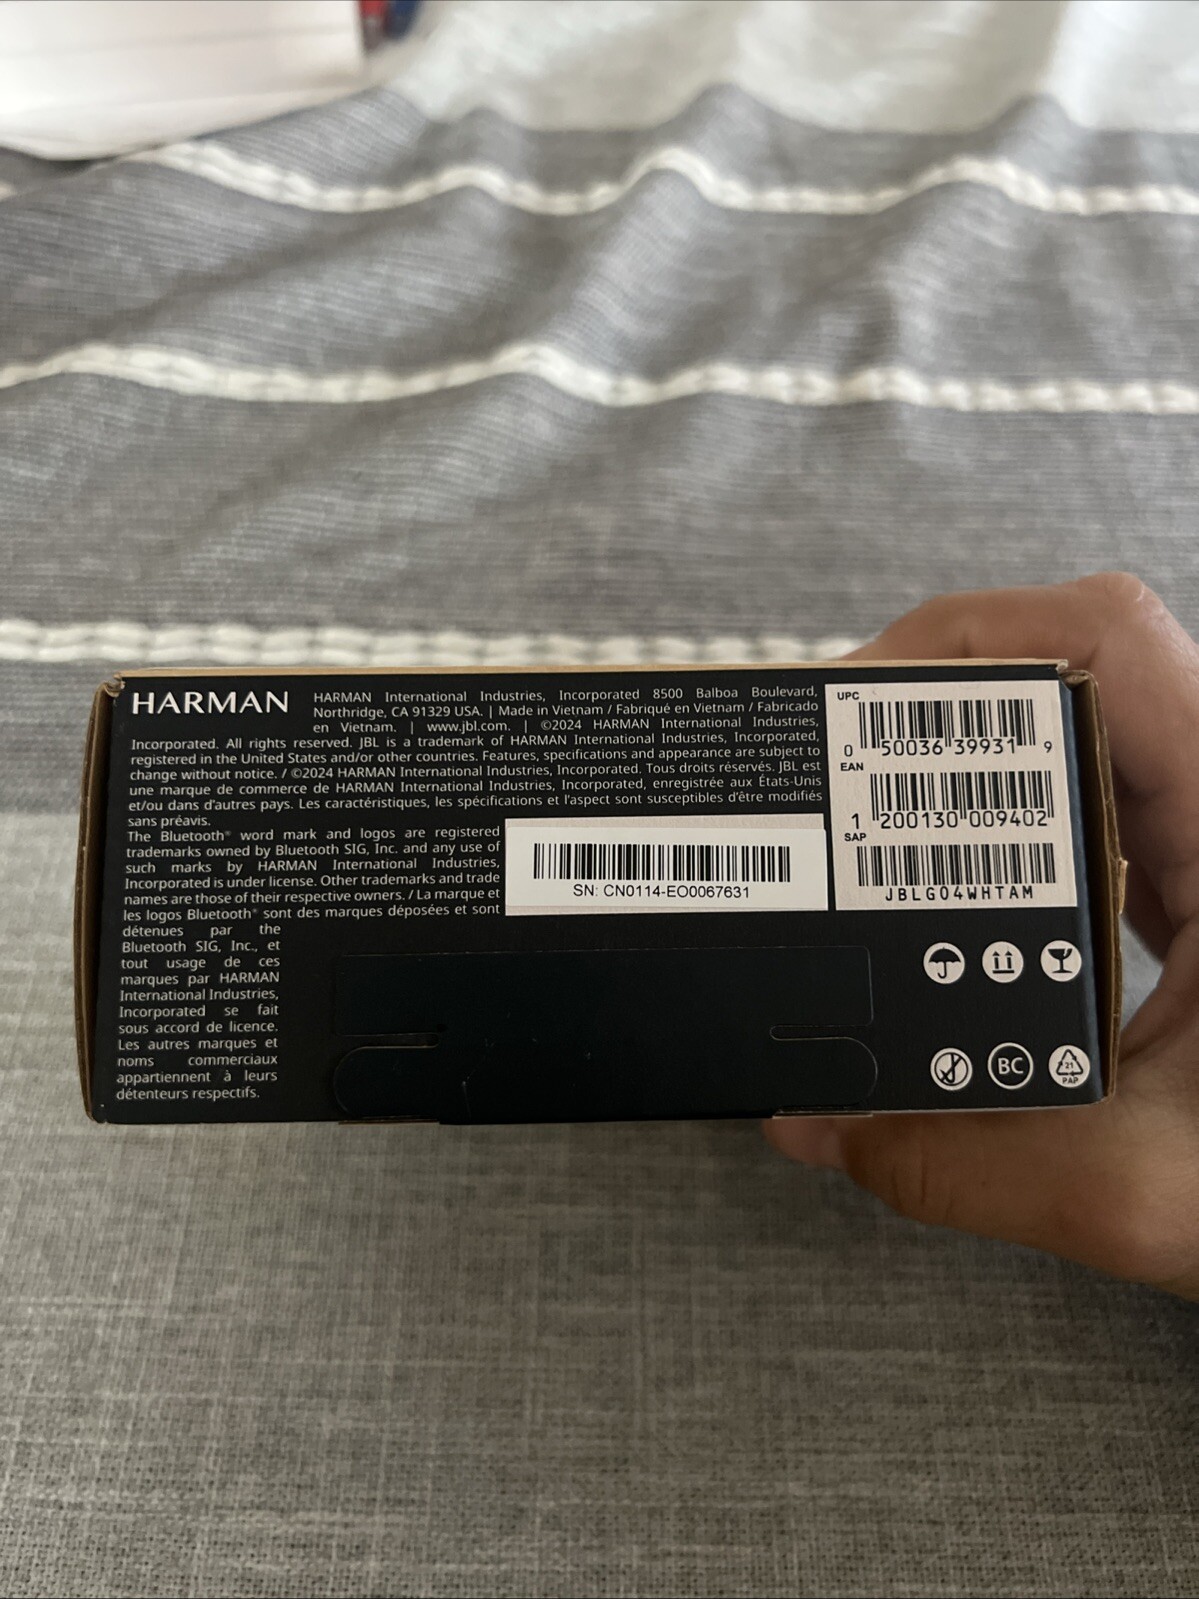 HARMAN
HARMAN International Industries, Incorporated 8500 Balboa Boulevard,
Northridge, CA 91329 USA. | Made in Vietnam / Fabriqué en Vietnam / Fabricado
en Vietnam. | www.jbl.com. | ©2024 HARMAN International Industries,
Incorporated. All rights reserved. JBL is a trademark of HARMAN International Industries, Incorporated,
registered in the United States and/or other countries. Features, specifications and appearance are subject to
change without notice. / ©2024 HARMAN International Industries, Incorporated. Tous droits réservés. JBL est
une marque de commerce de HARMAN International Industries, Incorporated, enregistrée aux États-Unis
et/ou dans d'autres pays. Les caractéristiques, les spécifications et l'aspect sont susceptibles d'être modifiés
sans préavis.
The Bluetooth® word mark and logos are registered
trademarks owned by Bluetooth SIG, Inc. and any use of
such marks by HARMAN International Industries,
Incorporated is under license. Other trademarks and trade
names are those of their respective owners. / La marque et
les logos Bluetooth® sont des marques déposées et sont
détenues par the
Bluetooth SIG, Inc., et
tout usage de ces
marques par HARMAN
International Industries,
Incorporated se fait
sous accord de licence.
Les autres marques et
noms commerciaux
appartiennent à leurs
détenteurs respectifs.
SN: CN0114-EO0067631
UPC
0 50036 39931 9
EAN
1 200130 009402
SAP
JBLGO4WHTAM
BC
21
PAP